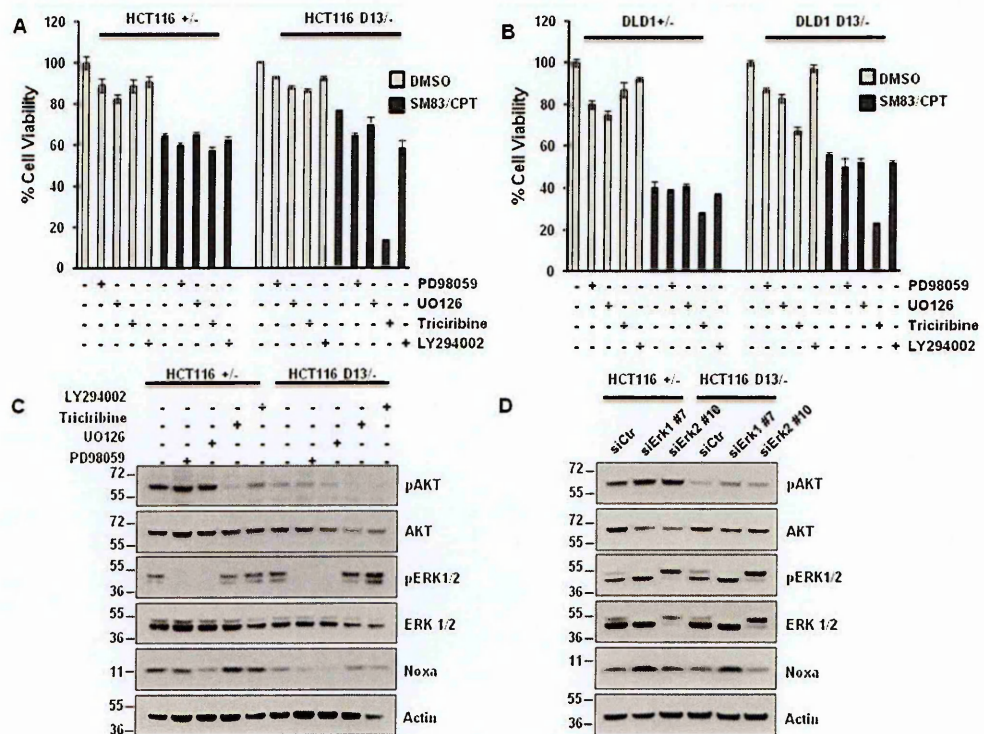 A
HCT116 +/-
HCT116 D13/-
120
100
80
60
40
20
0
% Cell Viability
DMSO
SM83/CPT
- + - - - - + - - - - + - - - - + - - -
- - + - - - - + - - - - + - - - - + - -
- - - + - - - - + - - - - + - - - - + -
- - - - + - - - - + - - - - + - - - - +
PD98059
UO126
Triciribine
LY294002
B
DLD1+/-
DLD1 D13/-
120
100
80
60
40
20
0
% Cell Viability
DMSO
SM83/CPT
- + - - - - + - - - - + - - - - + - - -
- - + - - - - + - - - - + - - - - + - -
- - - + - - - - + - - - - + - - - - + -
- - - - + - - - - + - - - - + - - - - +
PD98059
UO126
Triciribine
LY294002
C
HCT116 +/-
HCT116 D13/-
LY294002 - - - - + - - - - +
Triciribine - - - + - - - - + -
UO126 - - + - - - - + - -
PD98059 - + - - - - + - - -
72
55
pAKT
72
55
AKT
55
36
pERK1/2
55
36
ERK 1/2
11
Noxa
55
36
Actin
D
HCT116 +/-
HCT116 D13/-
siCtr siErk1 #7 siErk2 #10 siCtr siErk1 #7 siErk2 #10
72
55
pAKT
72
55
AKT
55
36
pERK1/2
55
36
ERK 1/2
11
Noxa
55
36
Actin